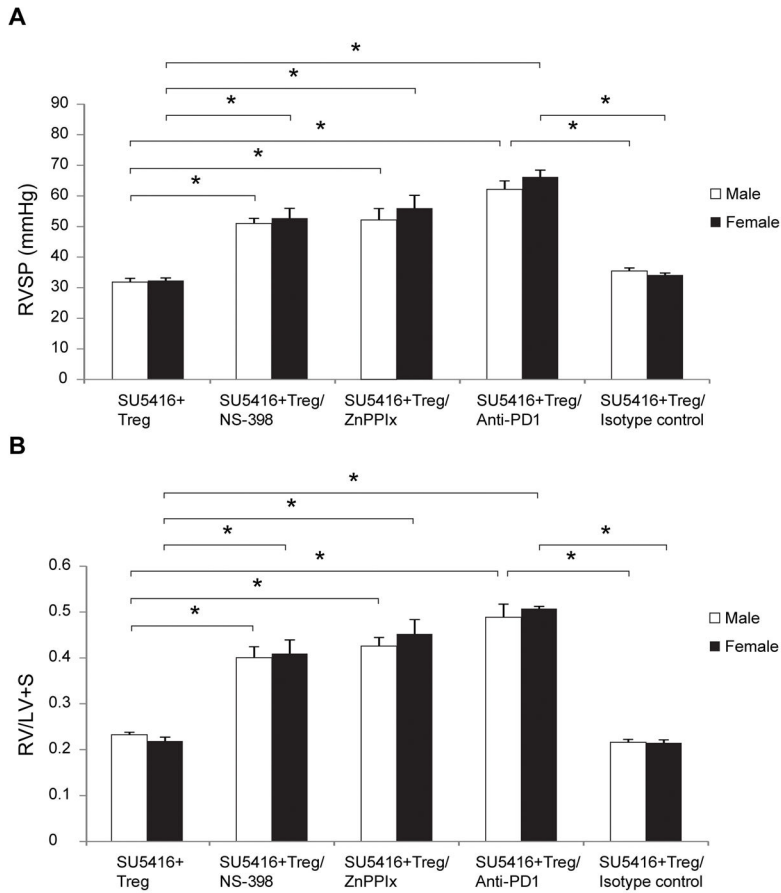 A
*
*
*
*
*
*
*
*
90
80
70
60
50
40
30
20
10
0
RVSP (mmHg)
Male
Female
SU5416+ SU5416+Treg/ SU5416+Treg/ SU5416+Treg/ SU5416+Treg/
Treg NS-398 ZnPPIx Anti-PD1 Isotype control
B
*
*
*
*
*
*
*
*
0.6
0.5
0.4
0.3
0.2
0.1
0
RV/LV+S
Male
Female
SU5416+ SU5416+Treg/ SU5416+Treg/ SU5416+Treg/ SU5416+Treg/
Treg NS-398 ZnPPIx Anti-PD1 Isotype control